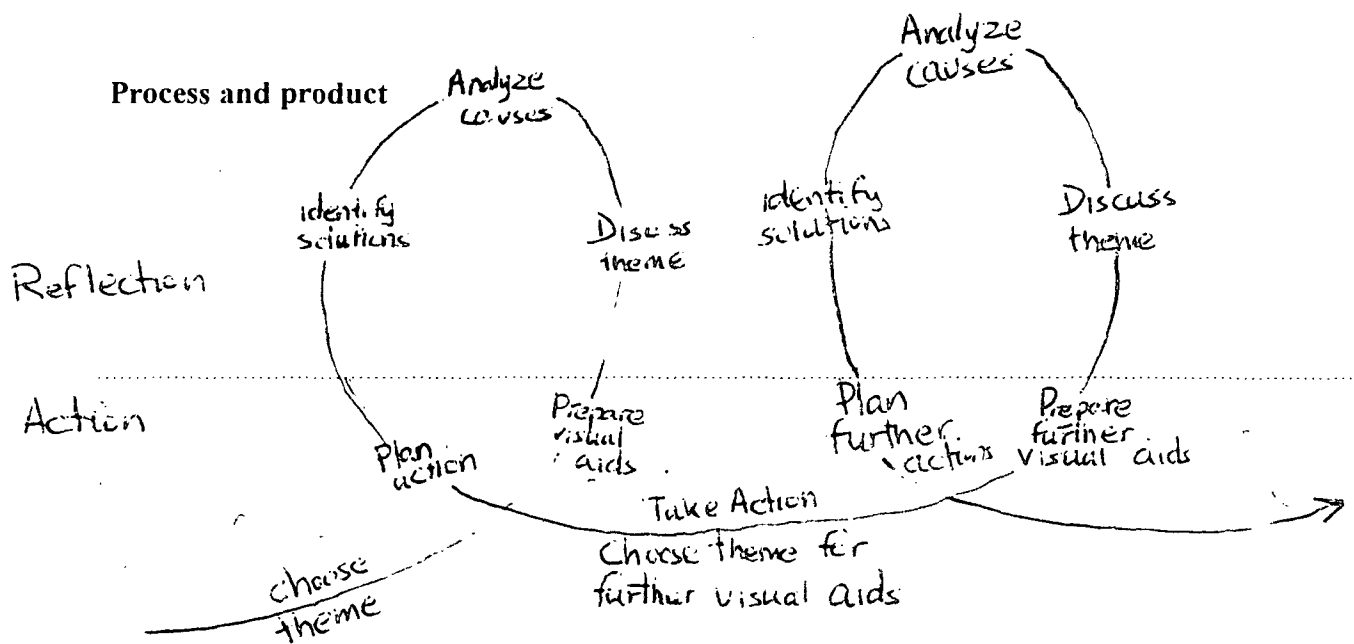 Process and product
Analyze
causes
Identify
solutions
Discuss
theme
Analyze
causes
Identify
solutions
Discuss
theme
Reflection
Action
Plan
action
Prepare
visual
aids
Plan
further
actions
Prepare
further
visual aids
Take Action
Choose theme for
further visual aids
choose
theme